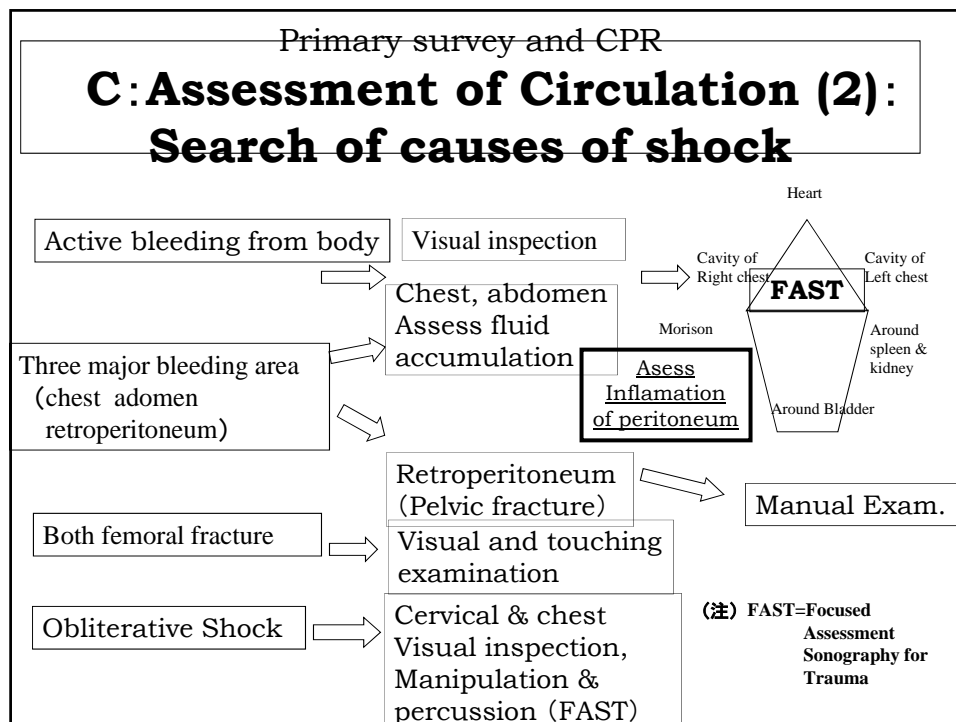 Primary survey and CPR
C：Assessment of Circulation (2)：
Search of causes of shock
Active bleeding from body
Visual inspection
Chest, abdomen
Assess fluid
accumulation
Three major bleeding area
（chest adomen
retroperitoneum）
Retroperitoneum
（Pelvic fracture）
Manual Exam.
Both femoral fracture
Visual and touching
examination
Obliterative Shock
Cervical & chest
Visual inspection,
Manipulation &
percussion（FAST）
Heart
Cavity of
Right chest
Cavity of
Left chest
FAST
Morison
Around
spleen &
kidney
Asess
Inflamation
of peritoneum
Around Bladder
（注）FAST=Focused
Assessment
Sonography for
Trauma